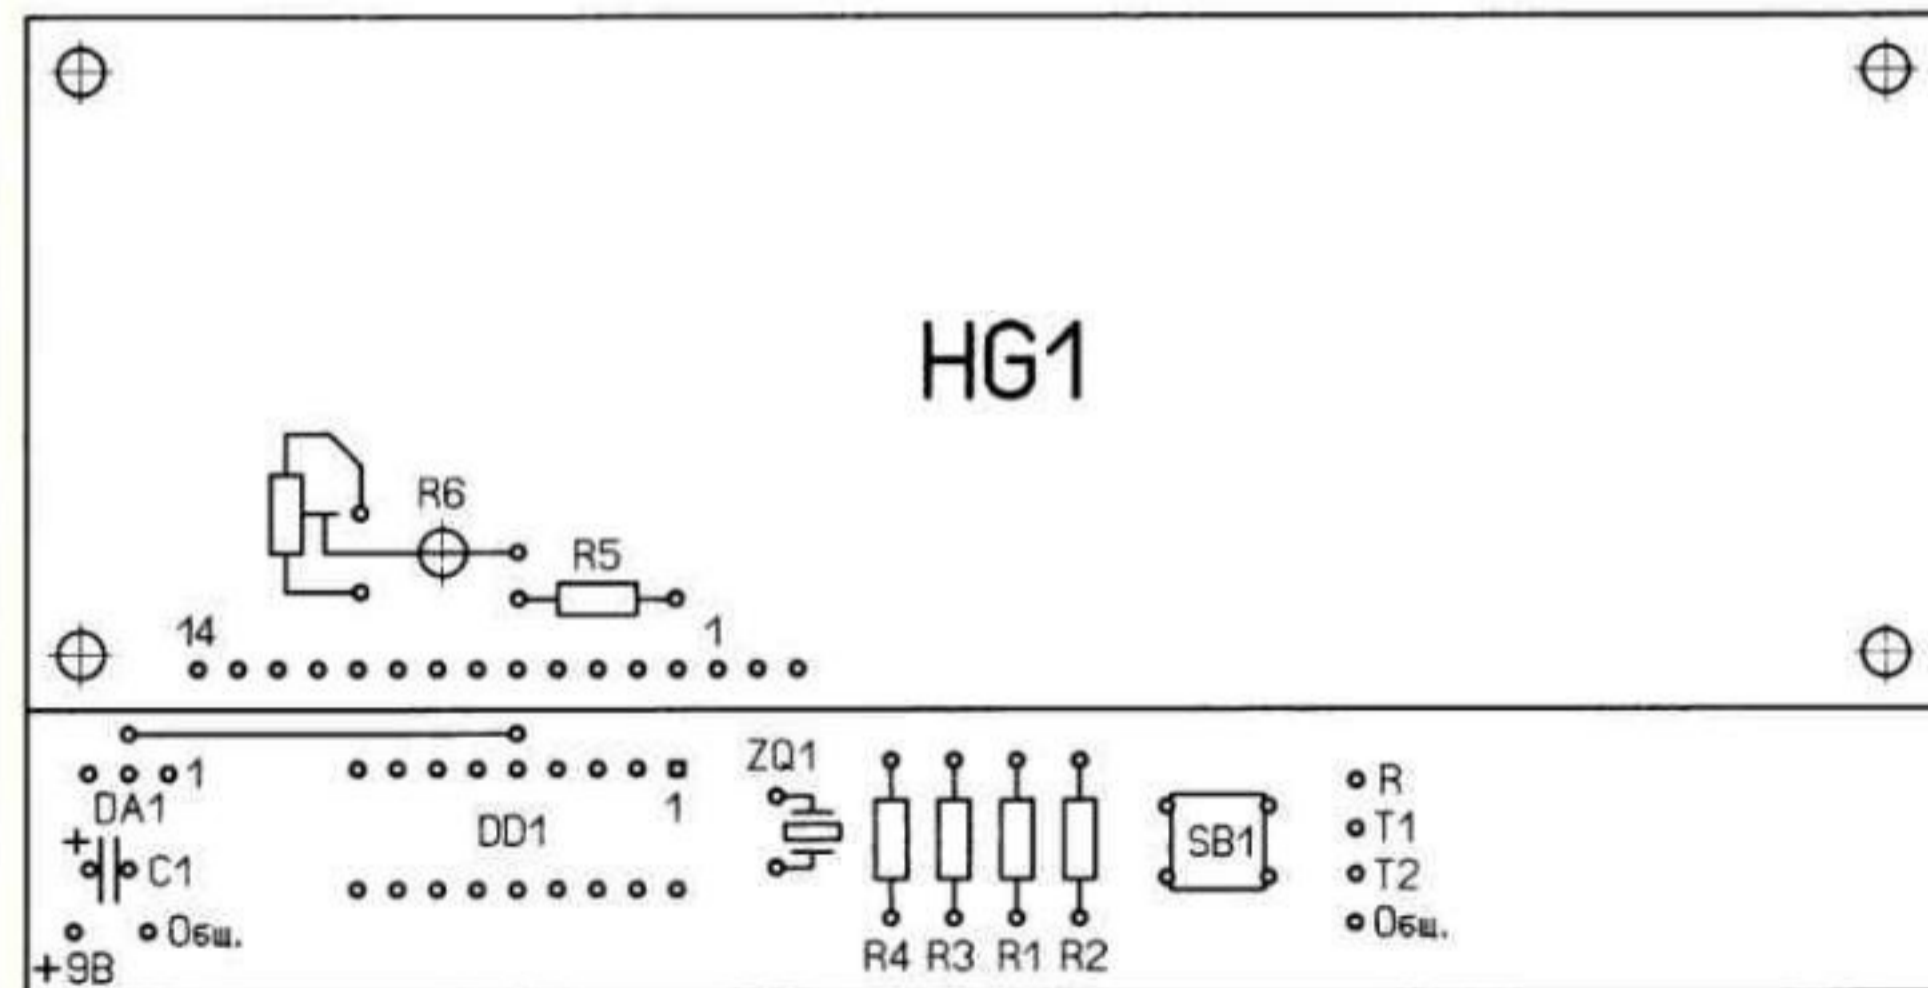 HG1
R6
R5
14 1
ZQ1
1 R
DA1 1
DD1 T1
+ SB1
C1 T2
Общ. Общ.
+9В R4 R3 R1 R2